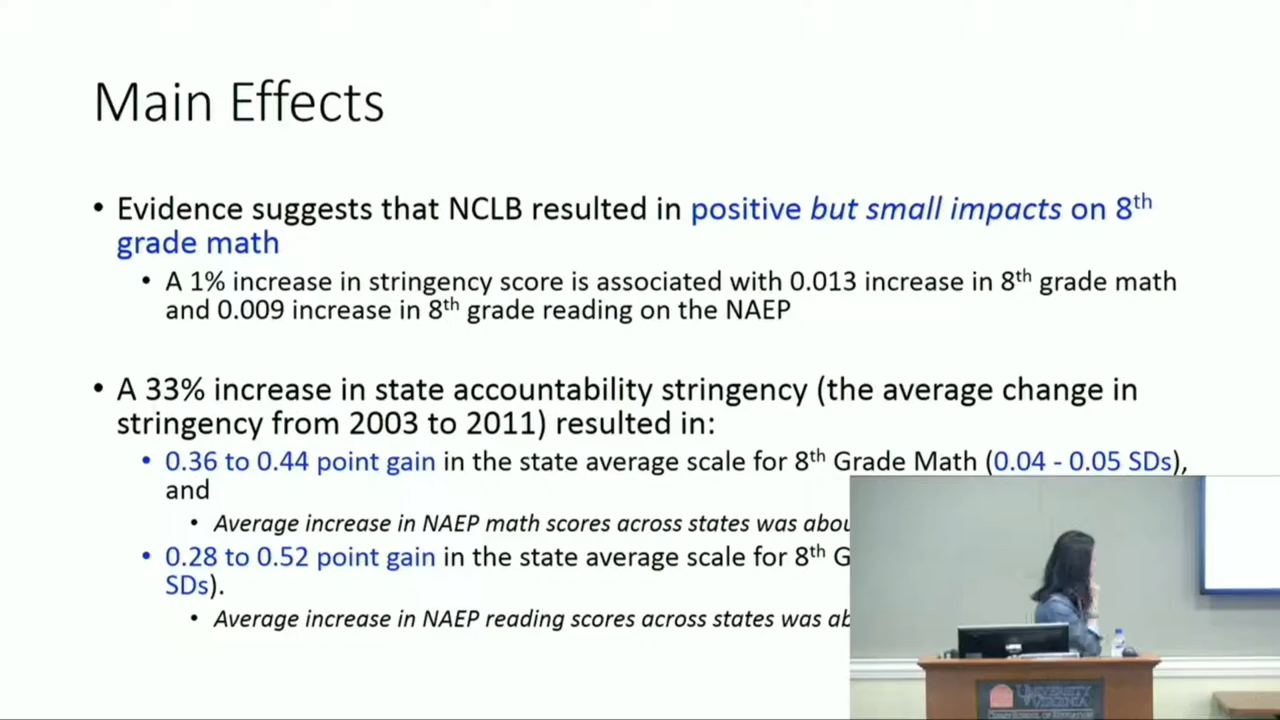 Main Effects
• Evidence suggests that NCLB resulted in positive but small impacts on 8th
grade math
• A 1% increase in stringency score is associated with 0.013 increase in 8th grade math
and 0.009 increase in 8th grade reading on the NAEP
• A 33% increase in state accountability stringency (the average change in
stringency from 2003 to 2011) resulted in:
• 0.36 to 0.44 point gain in the state average scale for 8th Grade Math (0.04 - 0.05 SDs),
and
• Average increase in NAEP math scores across states was
• 0.28 to 0.52 point gain in the state average scale for 8th
SDs).
• Average increase in NAEP reading scores across states was
UNIVERSITY
VIRGINIA